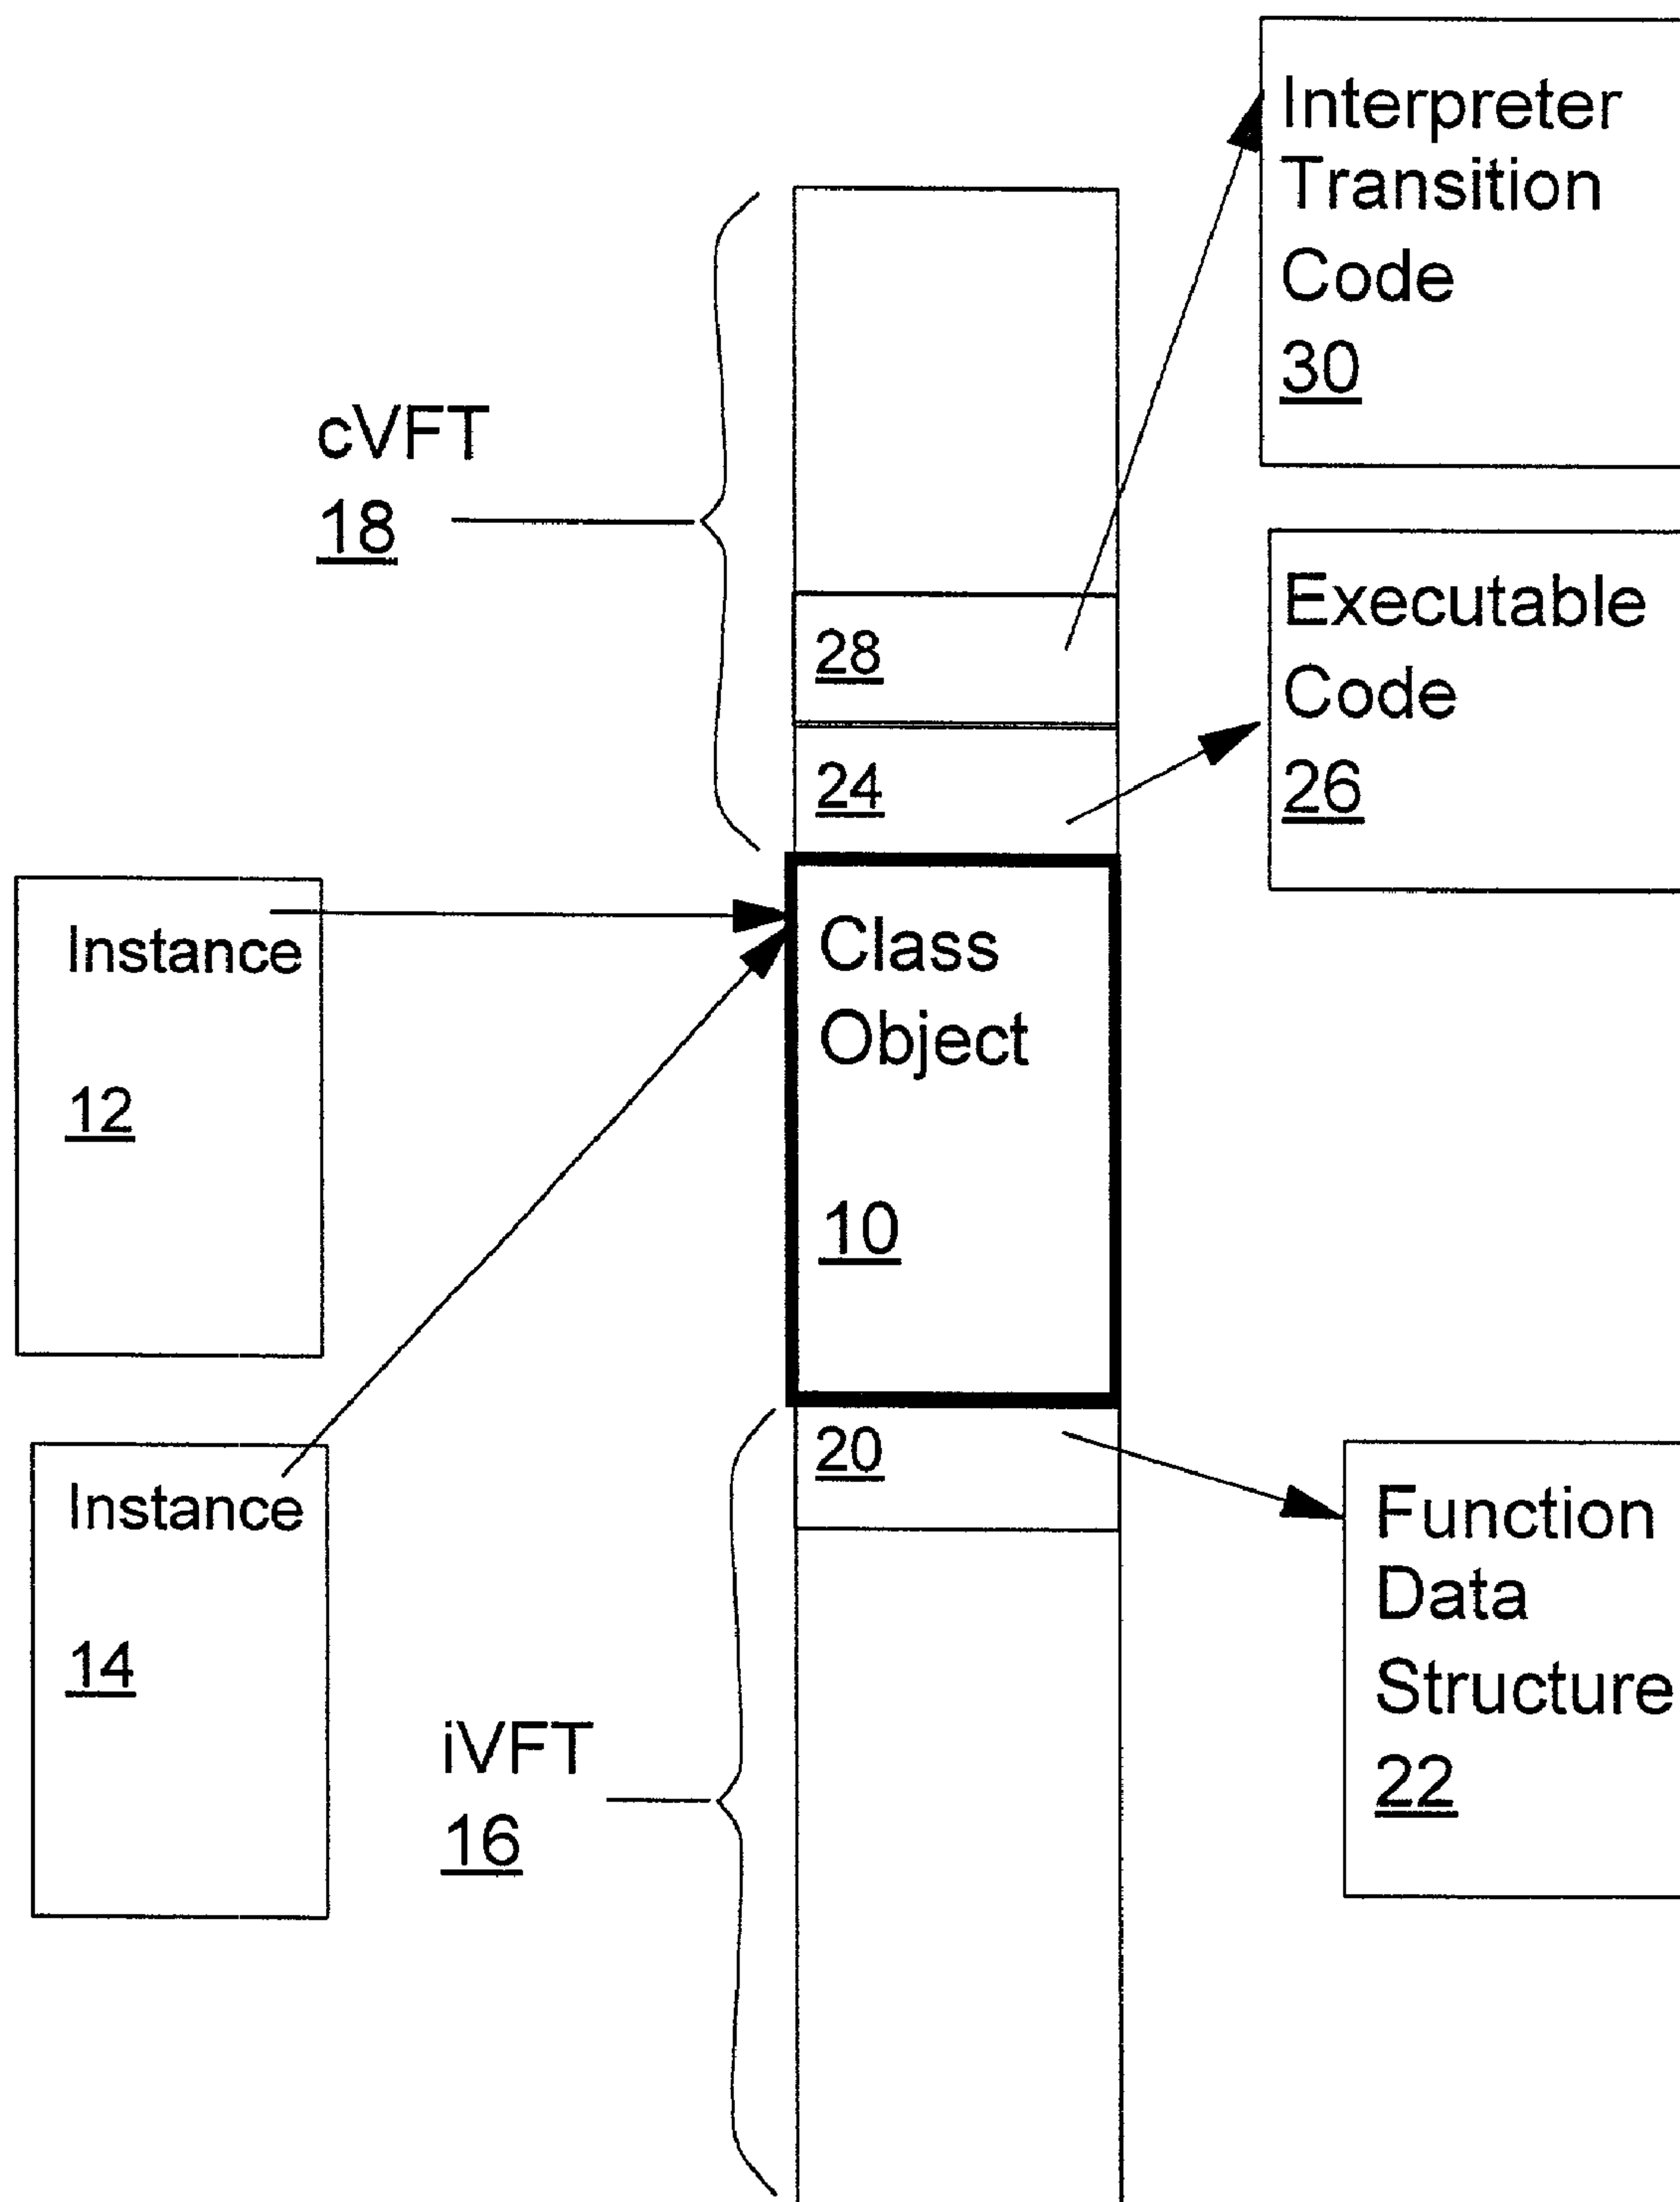 Interpreter
Transition
Code
30
cVFT
18
Executable
Code
26
28
24
Instance
12
Class
Object
10
20
Instance
14
Function
Data
Structure
22
iVFT
16